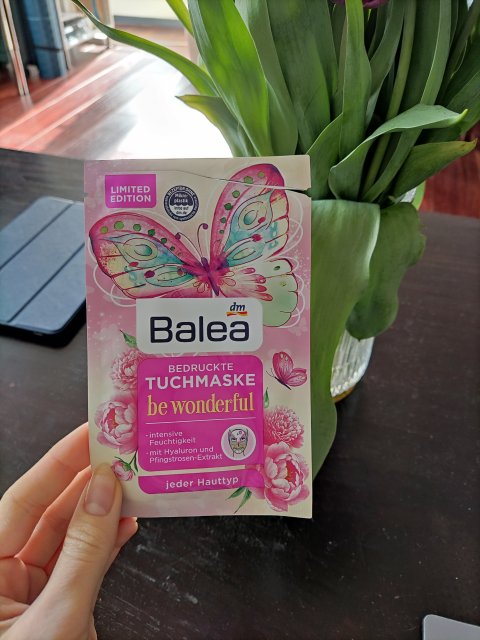 LIMITED
EDITION
dm
Balea
BEDRUCKTE
TUCHMASKE
be wonderful
- intensive
Feuchtigkeit
- mit Hyaluron und
Pfingstrosen-Extrakt
jeder Hauttyp